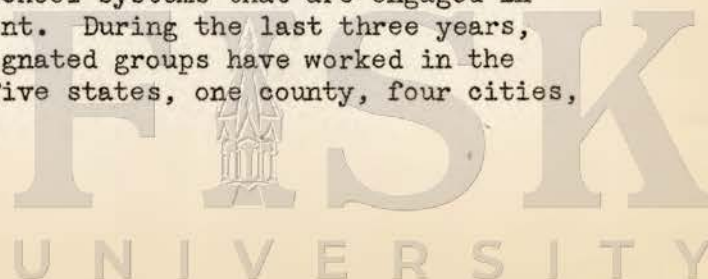 systems that are engaged in
nt. During the last three years,
gnated groups have worked in the
ive states, one county, four cities,
FISK
UNIVERSITY